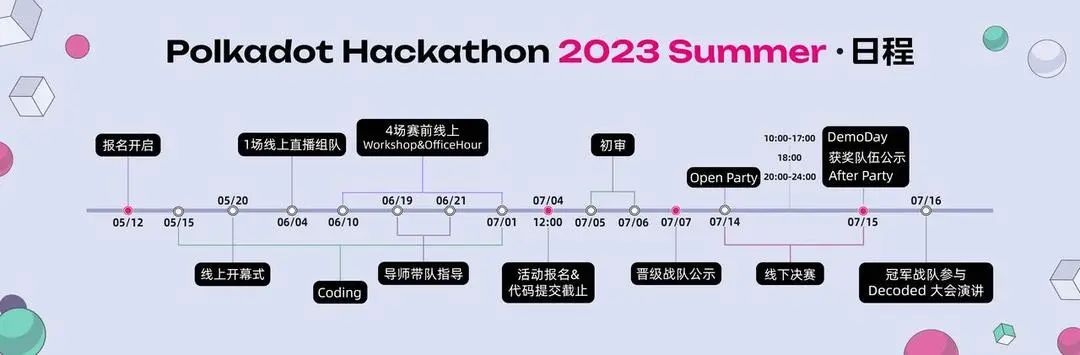 Polkadot Hackathon 2023 Summer · 日程
报名开启
1场线上直播组队
4场赛前线上
Workshop&OfficeHour
初审
Open Party
10:00-17:00
18:00
20:00-24:00
DemoDay
获奖队伍公示
After Party
05/12
05/15
05/20
06/04
06/10
06/19
06/21
07/01
07/04
12:00
07/05
07/06
07/07
07/14
07/15
07/16
线上开幕式
Coding
导师带队指导
活动报名&
代码提交截止
晋级战队公示
线下决赛
冠军战队参与
Decoded 大会演讲